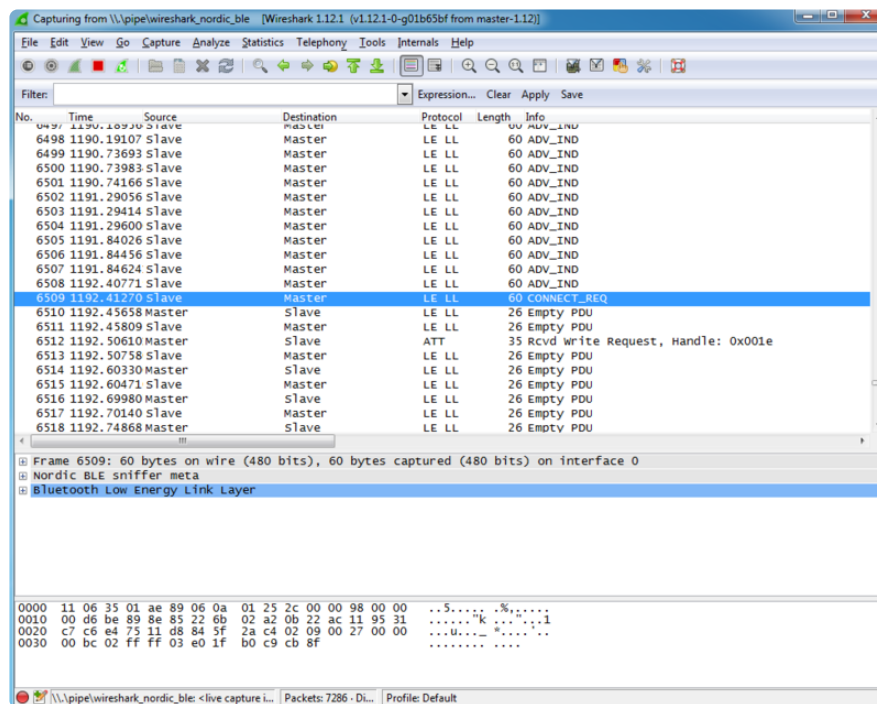 Capturing from \\.\pipe\wireshark_nordic_ble [Wireshark 1.12.1 (v1.12.1-0-g01b65bf from master-1.12)]
File Edit View Go Capture Analyze Statistics Telephony Tools Internals Help
Filter: Expression... Clear Apply Save
No. Time Source Destination Protocol Length Info
6497 1190.18956 Slave Master LE LL 60 ADV_IND
6498 1190.19107 Slave Master LE LL 60 ADV_IND
6499 1190.73693 Slave Master LE LL 60 ADV_IND
6500 1190.73983 Slave Master LE LL 60 ADV_IND
6501 1190.74166 Slave Master LE LL 60 ADV_IND
6502 1191.29056 Slave Master LE LL 60 ADV_IND
6503 1191.29414 Slave Master LE LL 60 ADV_IND
6504 1191.29600 Slave Master LE LL 60 ADV_IND
6505 1191.84026 Slave Master LE LL 60 ADV_IND
6506 1191.84456 Slave Master LE LL 60 ADV_IND
6507 1191.84624 Slave Master LE LL 60 ADV_IND
6508 1192.40771 Slave Master LE LL 60 ADV_IND
6509 1192.41270 Slave Master LE LL 60 CONNECT_REQ
6510 1192.45658 Master Slave LE LL 26 Empty PDU
6511 1192.45809 Slave Master LE LL 26 Empty PDU
6512 1192.50610 Master Slave ATT 35 Rcvd Write Request, Handle: 0x001e
6513 1192.50758 Slave Master LE LL 26 Empty PDU
6514 1192.60330 Master Slave LE LL 26 Empty PDU
6515 1192.60471 Slave Master LE LL 26 Empty PDU
6516 1192.69980 Master Slave LE LL 26 Empty PDU
6517 1192.70140 Slave Master LE LL 26 Empty PDU
6518 1192.74868 Master Slave LE LL 26 Empty PDU
Frame 6509: 60 bytes on wire (480 bits), 60 bytes captured (480 bits) on interface 0
Nordic BLE sniffer meta
Bluetooth Low Energy Link Layer
0000 11 06 35 01 ae 89 06 0a 01 25 2c 00 00 98 00 00 ..5..... .%,.....
0010 00 d6 be 89 8e 85 22 6b 02 a2 0b 22 ac 11 95 31 ......"k ..."...1
0020 c7 c6 e4 75 11 d8 84 5f 2a c4 02 09 00 27 00 00 ...u..._ *....'..
0030 00 bc 02 ff ff 03 e0 1f b0 c9 cb 8f ........ ....
\\.\pipe\wireshark_nordic_ble: <live capture i... Packets: 7286 · Di... Profile: Default